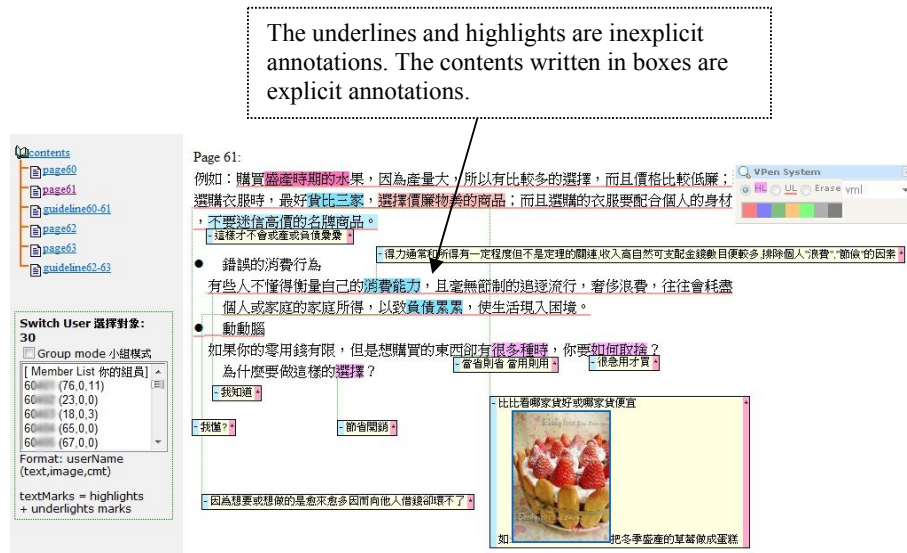 The underlines and highlights are inexplicit
annotations. The contents written in boxes are
explicit annotations.
contents
page60
page61
guideline60-61
page62
page63
guideline62-63
Switch User 選擇對象:
30
Group mode 小組模式
[ Member List 你的組員]
60 (76,0,11)
60 (23,0,0)
60 (18,0,3)
60 (65,0,0)
60 (67,0,0)
Format: userName
(text,image,cmt)
textMarks = highlights
+ underlights marks
Page 61:
例如：購買盛產時期的水果，因為產量大，所以有比較多的選擇，而且價格比較低廉；
選購衣服時，最好貨比三家，選擇價廉物美的商品；而且選購的衣服要配合個人的身材
，不要迷信高價的名牌商品。
這樣才不會破產或負債纍纍
得力通常和所得有一定程度但不是定理的關連,收入高自然可支配金錢數目便較多,排除個人"浪費","節儉"的因素
● 錯誤的消費行為
有些人不懂得衡量自己的消費能力，且毫無節制的追逐流行，奢侈浪費，往往會耗盡
個人或家庭的家庭所得，以致負債累累，使生活現入困境。
● 動動腦
如果你的零用錢有限，但是想購買的東西卻有很多種時，你要如何取捨？
當省則省 當用則用
很急用才買
為什麼要做這樣的選擇？
我知道
我懂?
節省開銷
比比看哪家貨好或哪家貨便宜
如:
把冬季盛產的草莓做成蛋糕
因為想要或想做的是愈來愈多因而向他人借錢卻環不了
VPen System
HL UL Erase vml